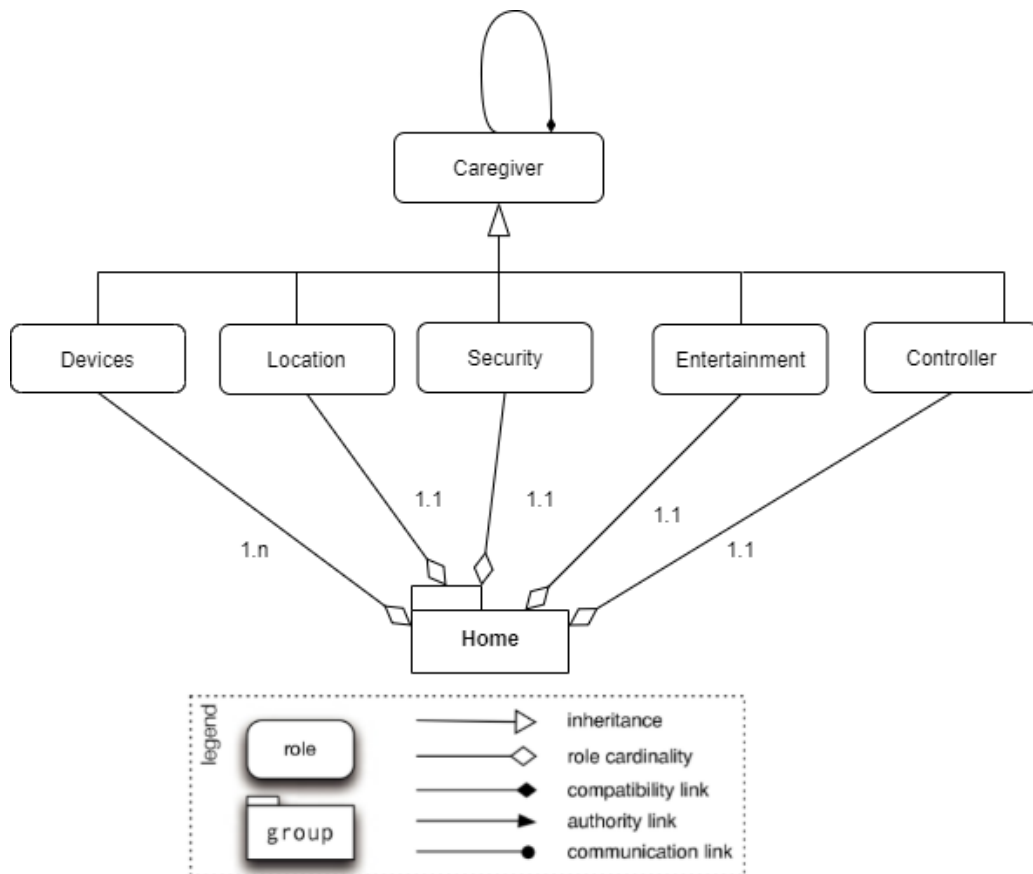 Caregiver
Devices
Location
Security
Entertainment
Controller
1.n
1.1
1.1
1.1
1.1
Home
legend
role
group
inheritance
role cardinality
compatibility link
authority link
communication link